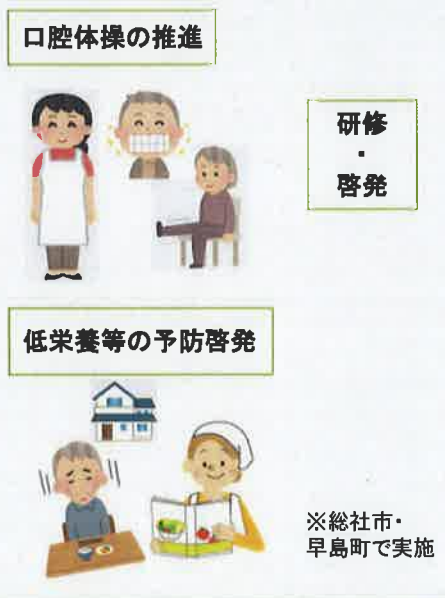 口腔体操の推進
研修
・
啓発
低栄養等の予防啓発
※総社市・
早島町で実施